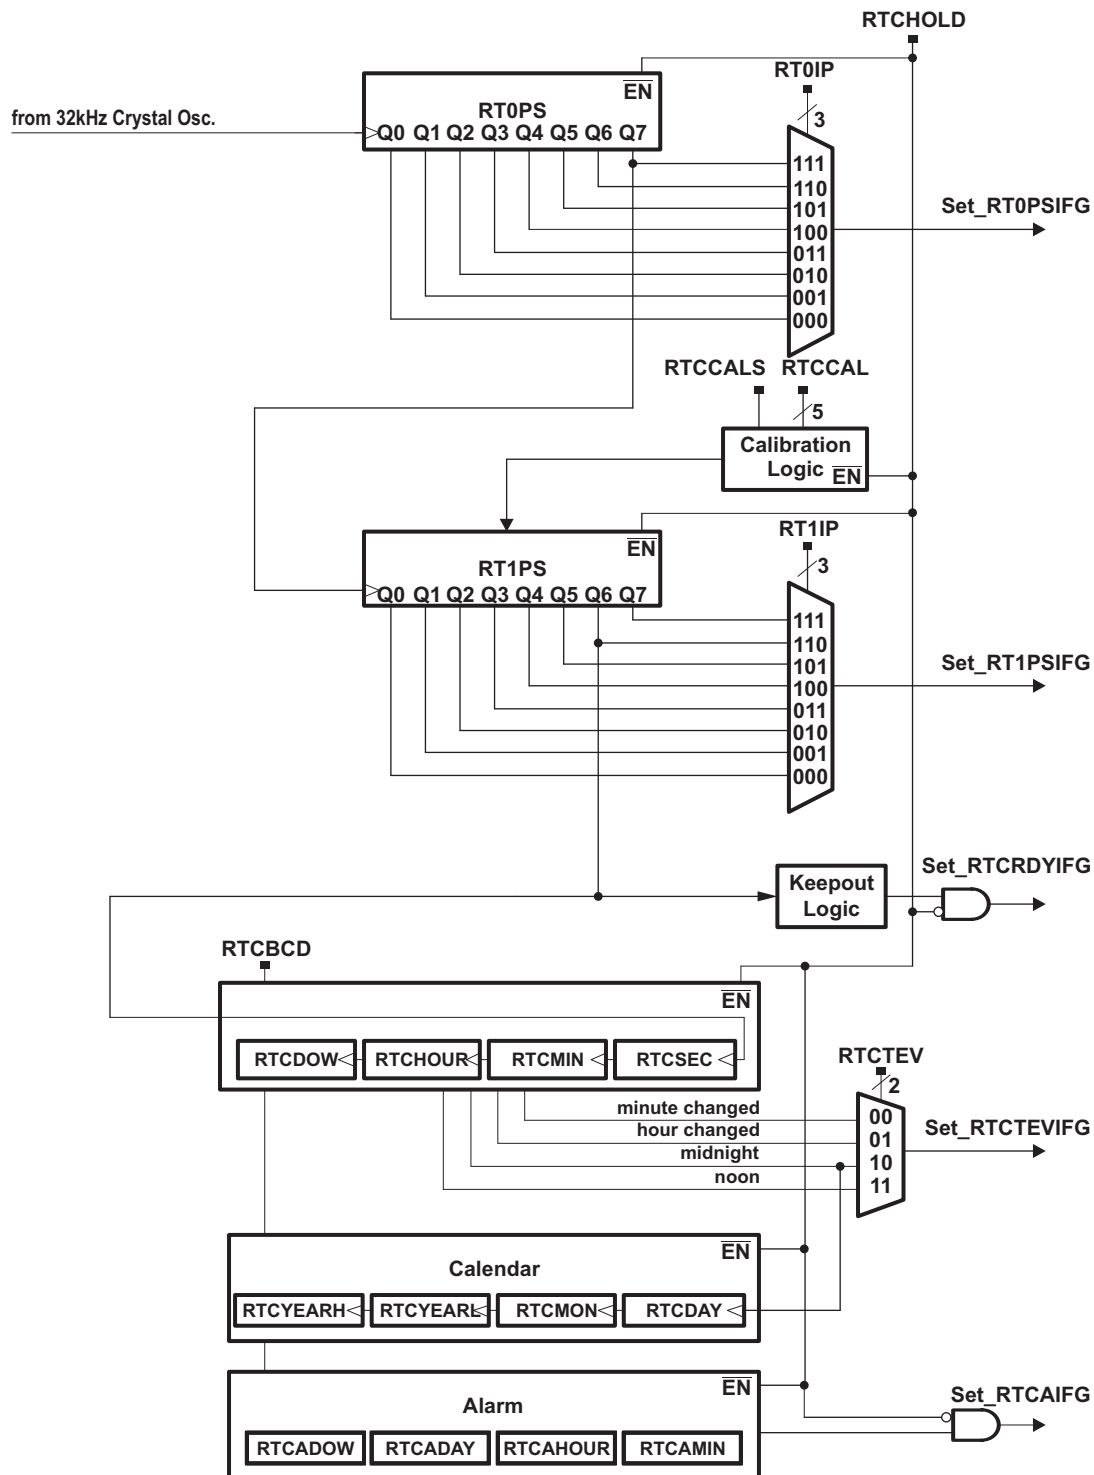 RTCHOLD
RT0IP
EN
RT0PS
from 32kHz Crystal Osc.
3
Q0 Q1 Q2 Q3 Q4 Q5 Q6 Q7
111
110
101
100
011
010
001
000
Set_RT0PSIFG
RTCCALS RTCCAL
5
Calibration
Logic EN
RT1IP
EN
RT1PS
3
Q0 Q1 Q2 Q3 Q4 Q5 Q6 Q7
111
110
101
100
011
010
001
000
Set_RT1PSIFG
Set_RTCRDYIFG
Keepout
Logic
RTCBCD
EN
RTCDOW RTCHOUR RTCMIN RTCSEC
RTCTEV
2
minute changed
hour changed
midnight
noon
00
01
10
11
Set_RTCTEVIFG
EN
Calendar
RTCYEARH RTCYEARL RTCMON RTCDAY
EN
Alarm
Set_RTCAIFG
RTCADOW RTCADAY RTCAHOUR RTCAMIN